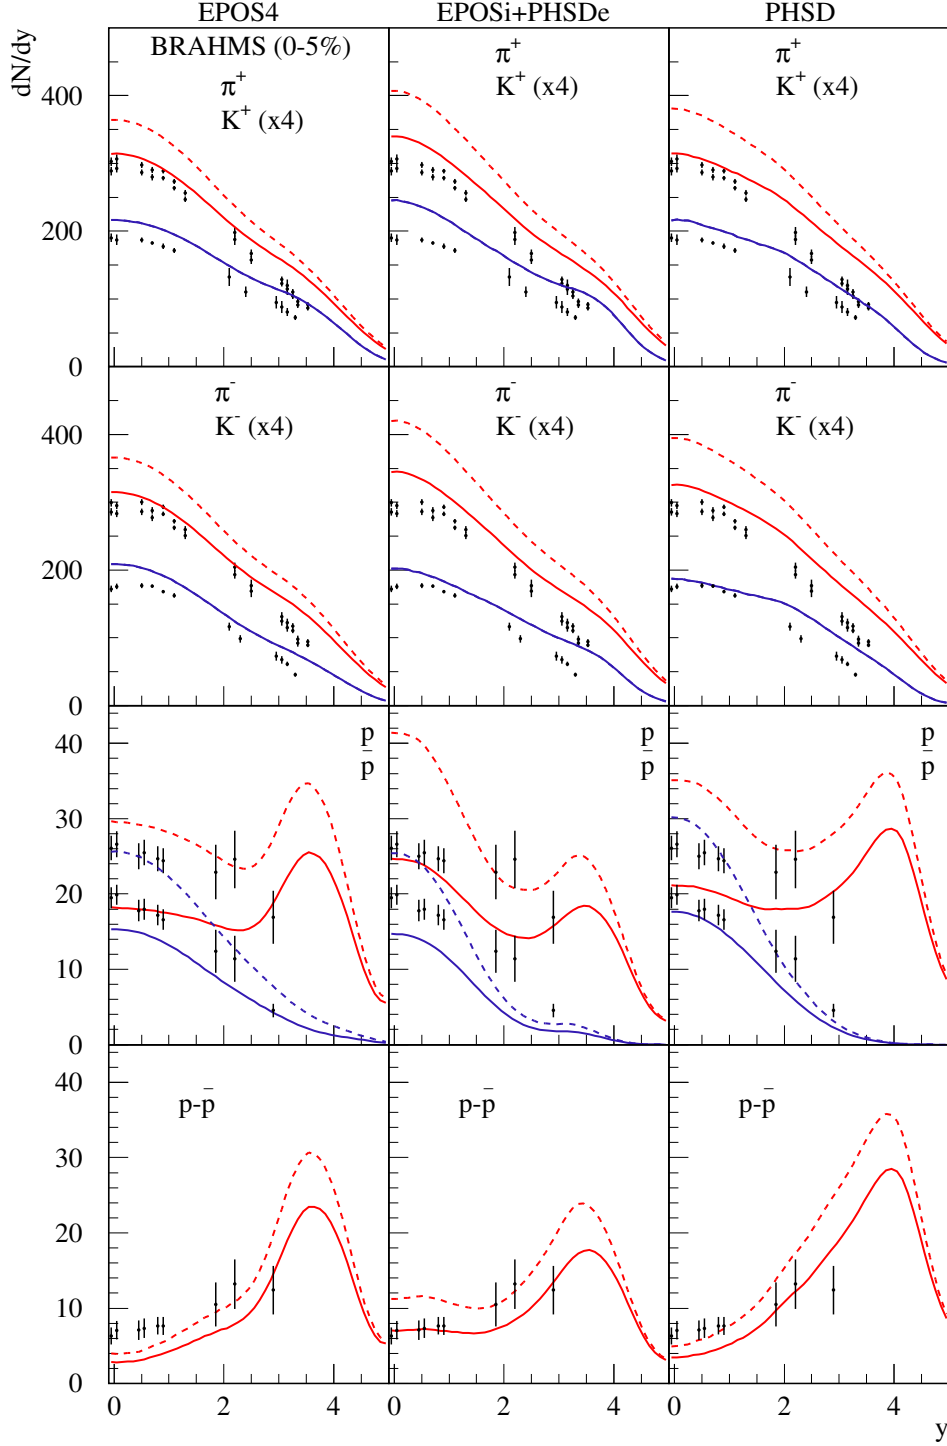 EPOS4 EPOSi+PHSDe PHSD
dN/dy
BRAHMS (0-5%)
π⁺ π⁺ π⁺
K⁺ (x4) K⁺ (x4) K⁺ (x4)
400
200
0
π⁻ π⁻ π⁻
K⁻ (x4) K⁻ (x4) K⁻ (x4)
400
200
0
p p p
p̄ p̄ p̄
40
30
20
10
0
p-p̄ p-p̄ p-p̄
40
30
20
10
0
0 2 4 0 2 4 0 2 4
y